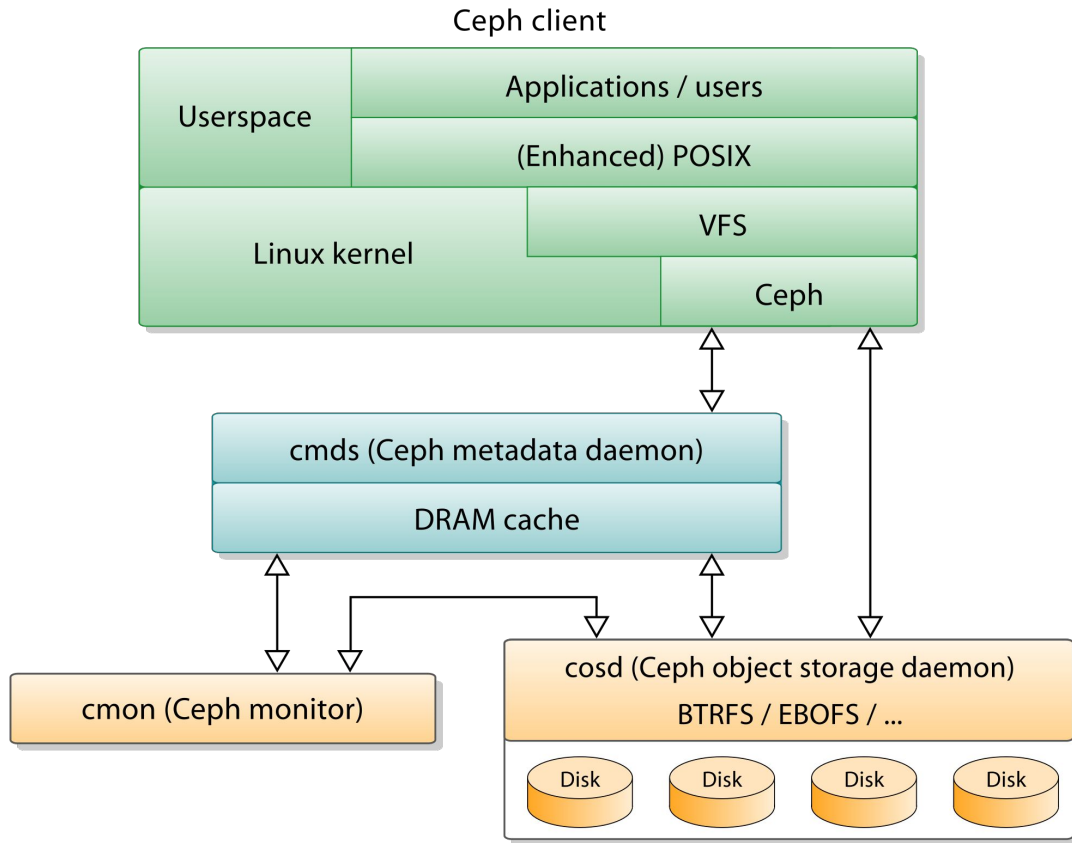 Ceph client
Userspace
Applications / users
(Enhanced) POSIX
Linux kernel
VFS
Ceph
cmds (Ceph metadata daemon)
DRAM cache
cmon (Ceph monitor)
cosd (Ceph object storage daemon)
BTRFS / EBOFS / ...
Disk
Disk
Disk
Disk